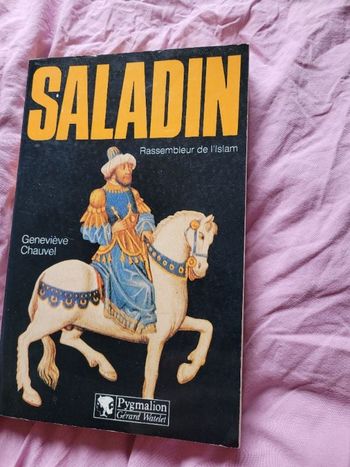 SALADIN
Rassembleur de l'Islam
Geneviève
Chauvel
Pygmalion
Gérard Watelet